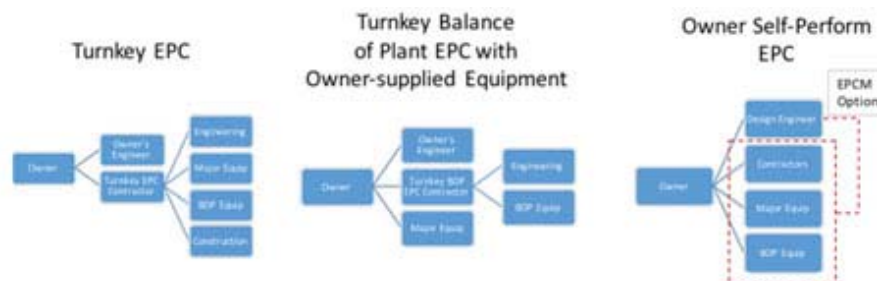 Turnkey EPC
Owner
Owner's
Engineer
Turnkey EPC
Contractor
Engineering
Major Equip
BOP Equip
Construction
Turnkey Balance
of Plant EPC with
Owner-supplied Equipment
Owner
Owner's
Engineer
Turnkey BOP
EPC Contractor
Major Equip
Engineering
BOP Equip
Owner Self-Perform
EPC
EPCM
Option
Owner
Design Engineer
Contractors
Major Equip
BOP Equip